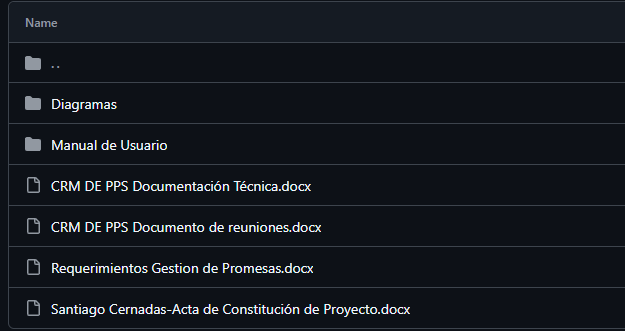 Name
..
Diagramas
Manual de Usuario
CRM DE PPS Documentación Técnica.docx
CRM DE PPS Documento de reuniones.docx
Requerimientos Gestion de Promesas.docx
Santiago Cernadas-Acta de Constitución de Proyecto.docx